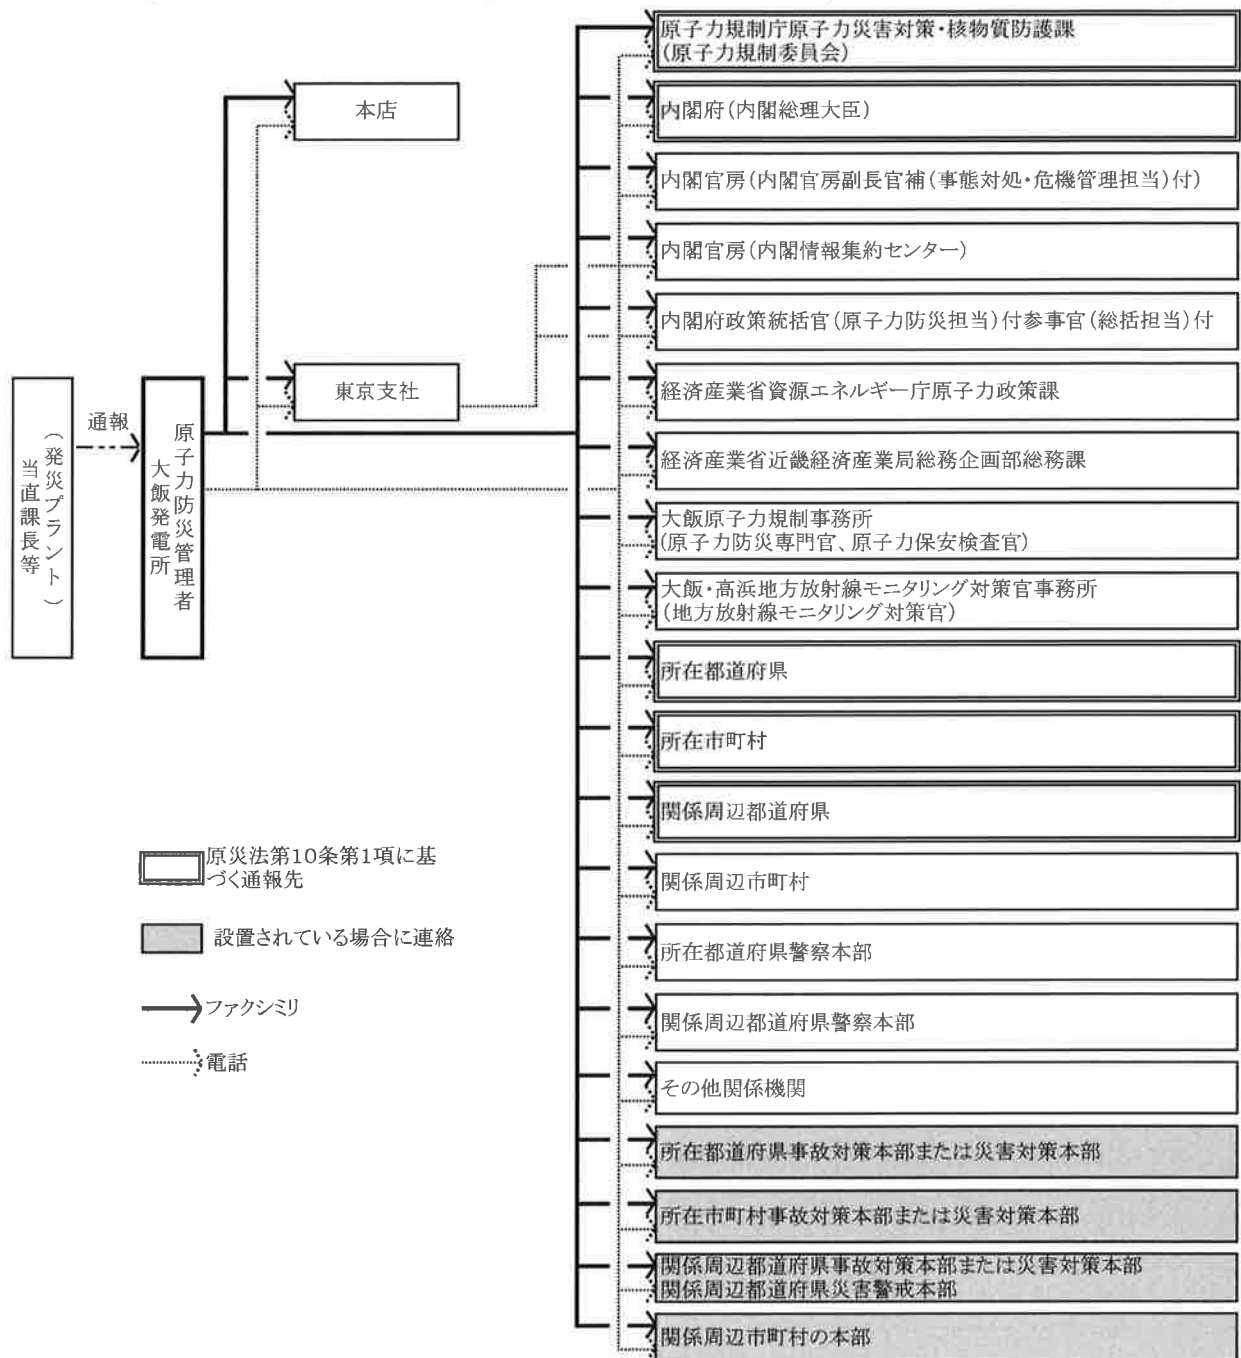 原子力規制庁原子力災害対策・核物質防護課
(原子力規制委員会)
本店
内閣府(内閣総理大臣)
内閣官房(内閣官房副長官補(事態対処・危機管理担当)付)
内閣官房(内閣情報集約センター)
内閣府政策統括官(原子力防災担当)付参事官(総括担当)付
東京支社
経済産業省資源エネルギー庁原子力政策課
経済産業省近畿経済産業局総務企画部総務課
(発災プラント)
当直課長等
通報
原子力防災管理者
大飯発電所
大飯原子力規制事務所
(原子力防災専門官、原子力保安検査官)
大飯・高浜地方放射線モニタリング対策官事務所
(地方放射線モニタリング対策官)
所在都道府県
所在市町村
関係周辺都道府県
関係周辺市町村
所在都道府県警察本部
関係周辺都道府県警察本部
その他関係機関
所在都道府県事故対策本部または災害対策本部
所在市町村事故対策本部または災害対策本部
関係周辺都道府県事故対策本部または災害対策本部
関係周辺都道府県災害警戒本部
関係周辺市町村の本部
原災法第10条第1項に基
づく通報先
設置されている場合に連絡
ファクシミリ
電話